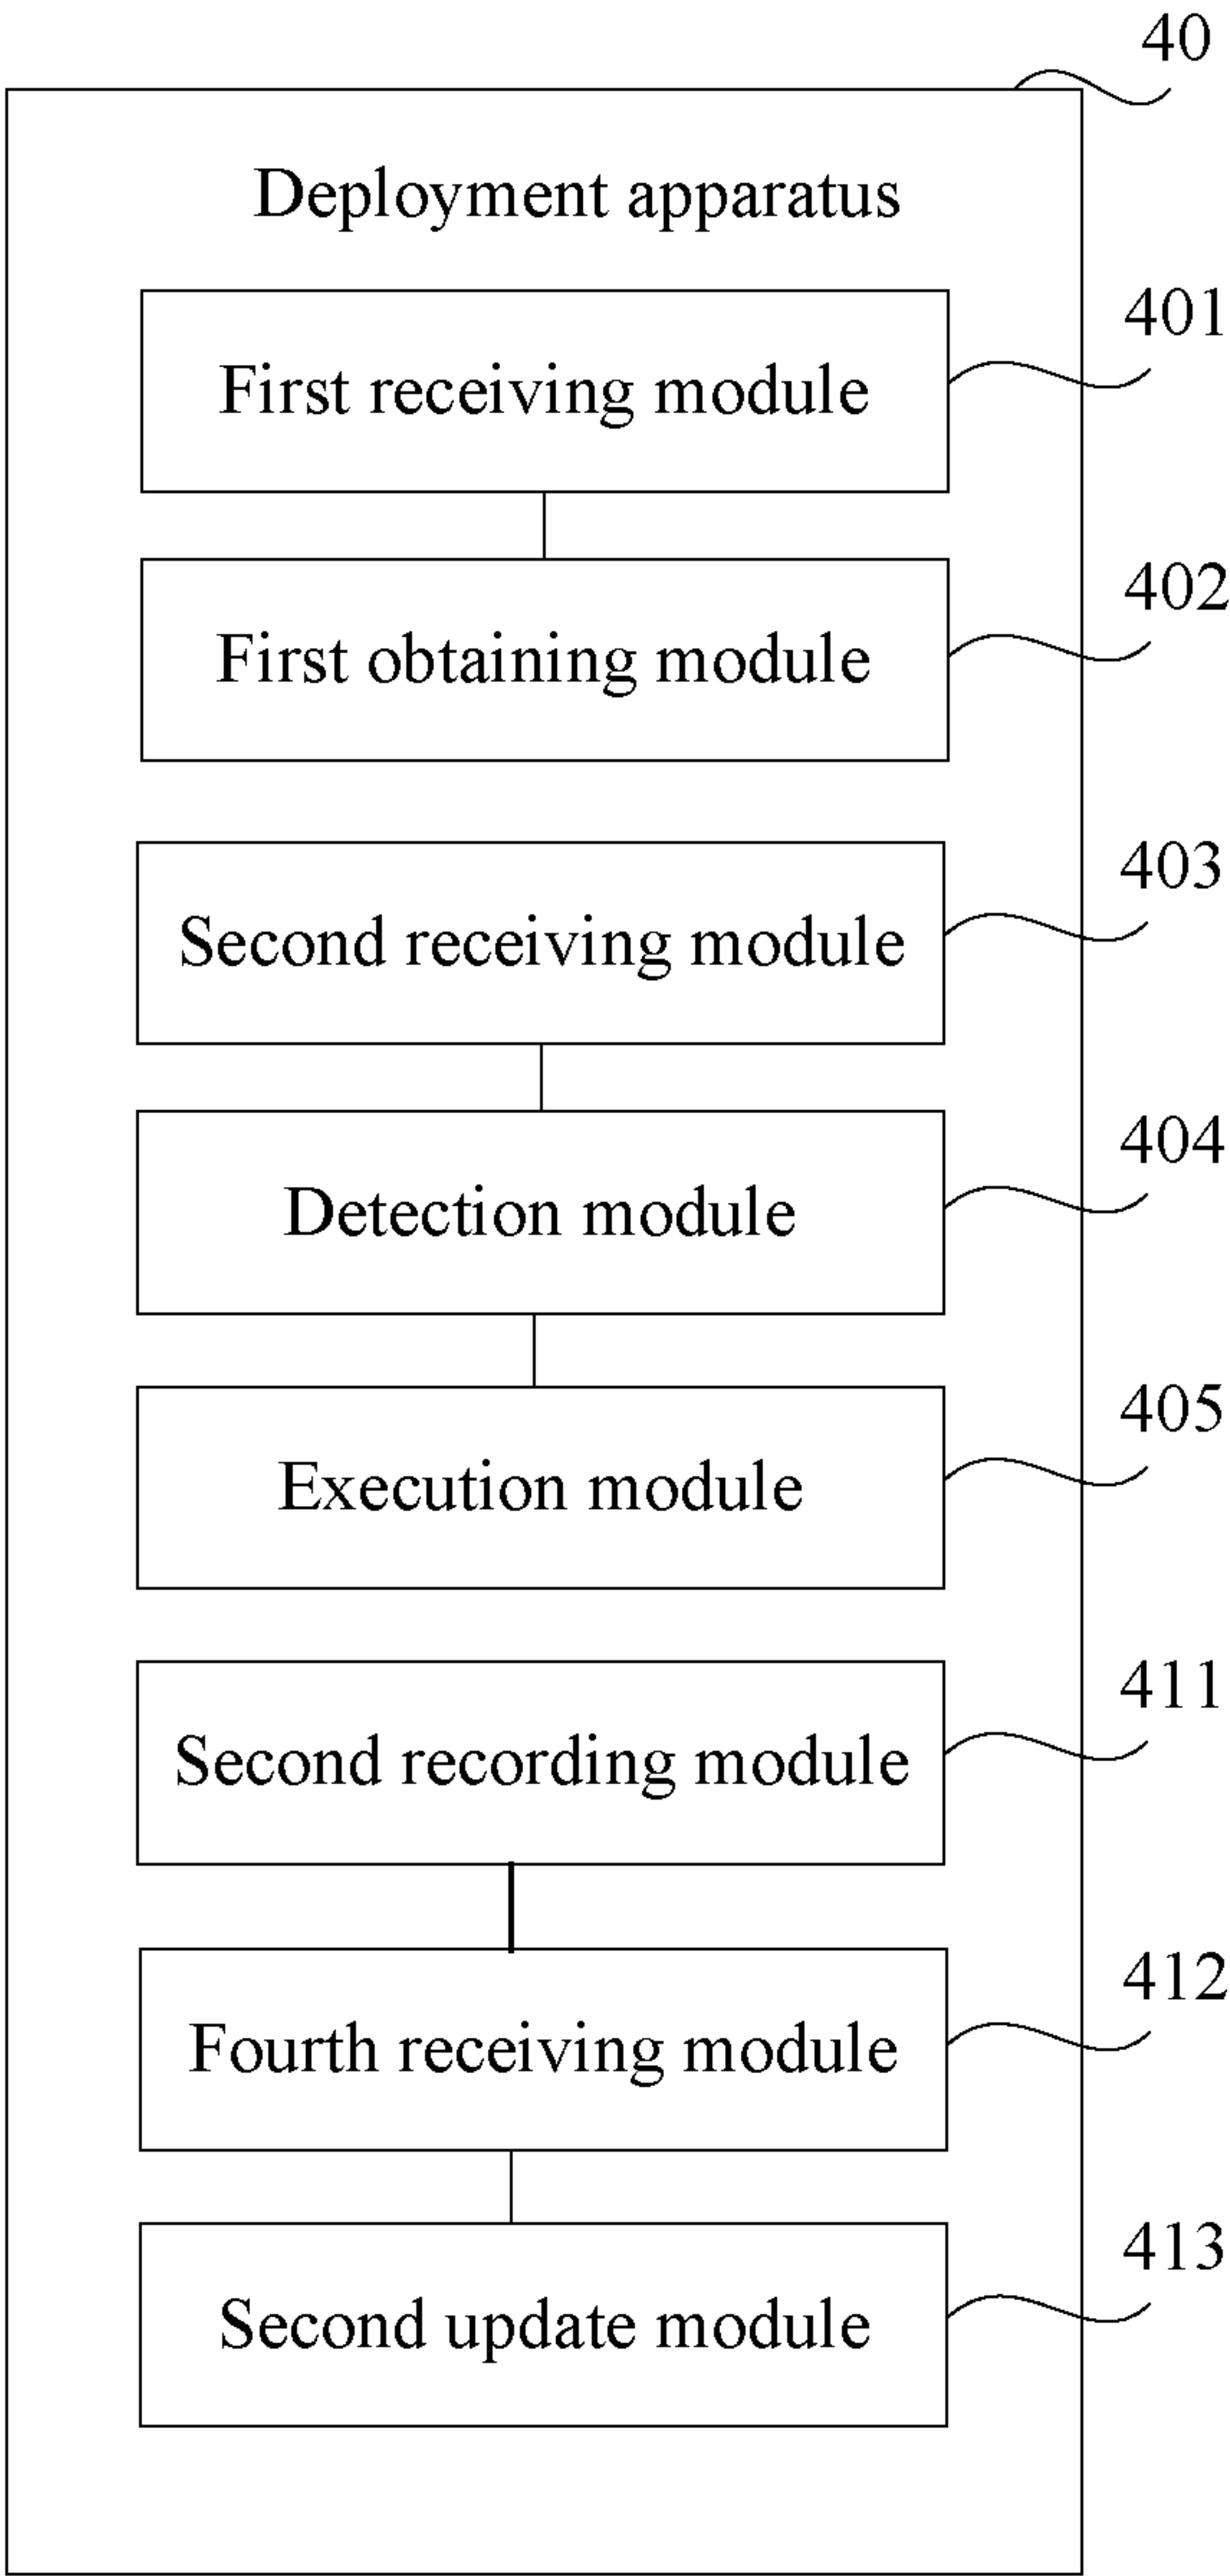 40
Deployment apparatus
401
First receiving module
402
First obtaining module
403
Second receiving module
404
Detection module
405
Execution module
411
Second recording module
412
Fourth receiving module
413
Second update module